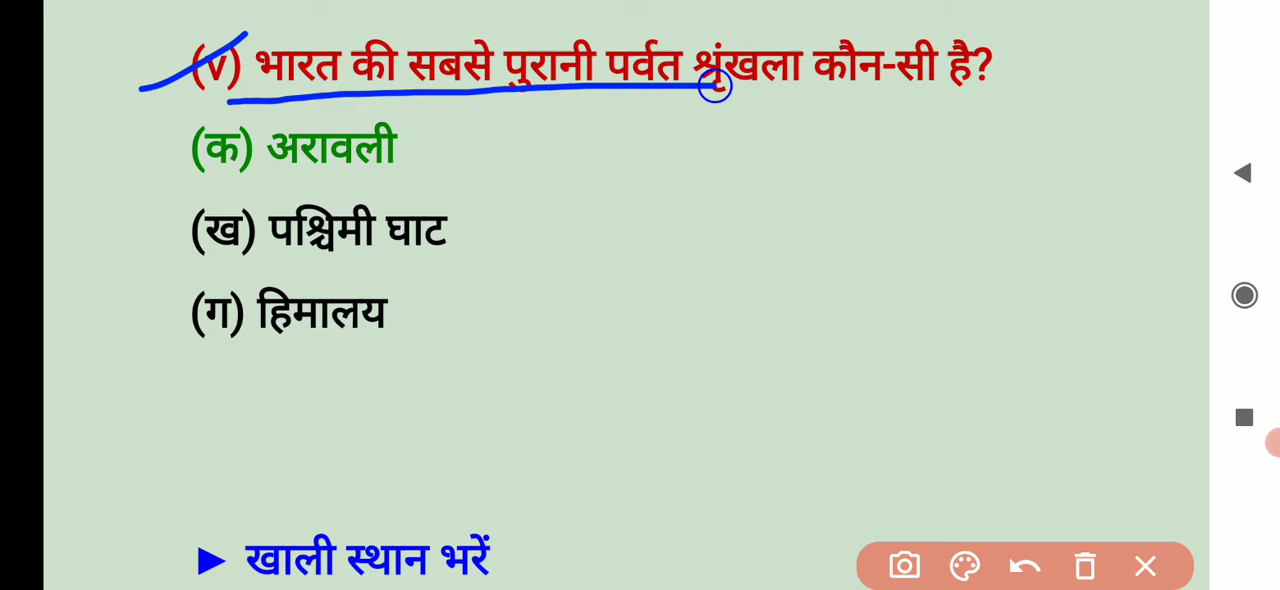 (v) भारत की सबसे पुरानी पर्वत श्रृंखला कौन-सी है?
(क) अरावली
(ख) पश्चिमी घाट
(ग) हिमालय
► खाली स्थान भरें